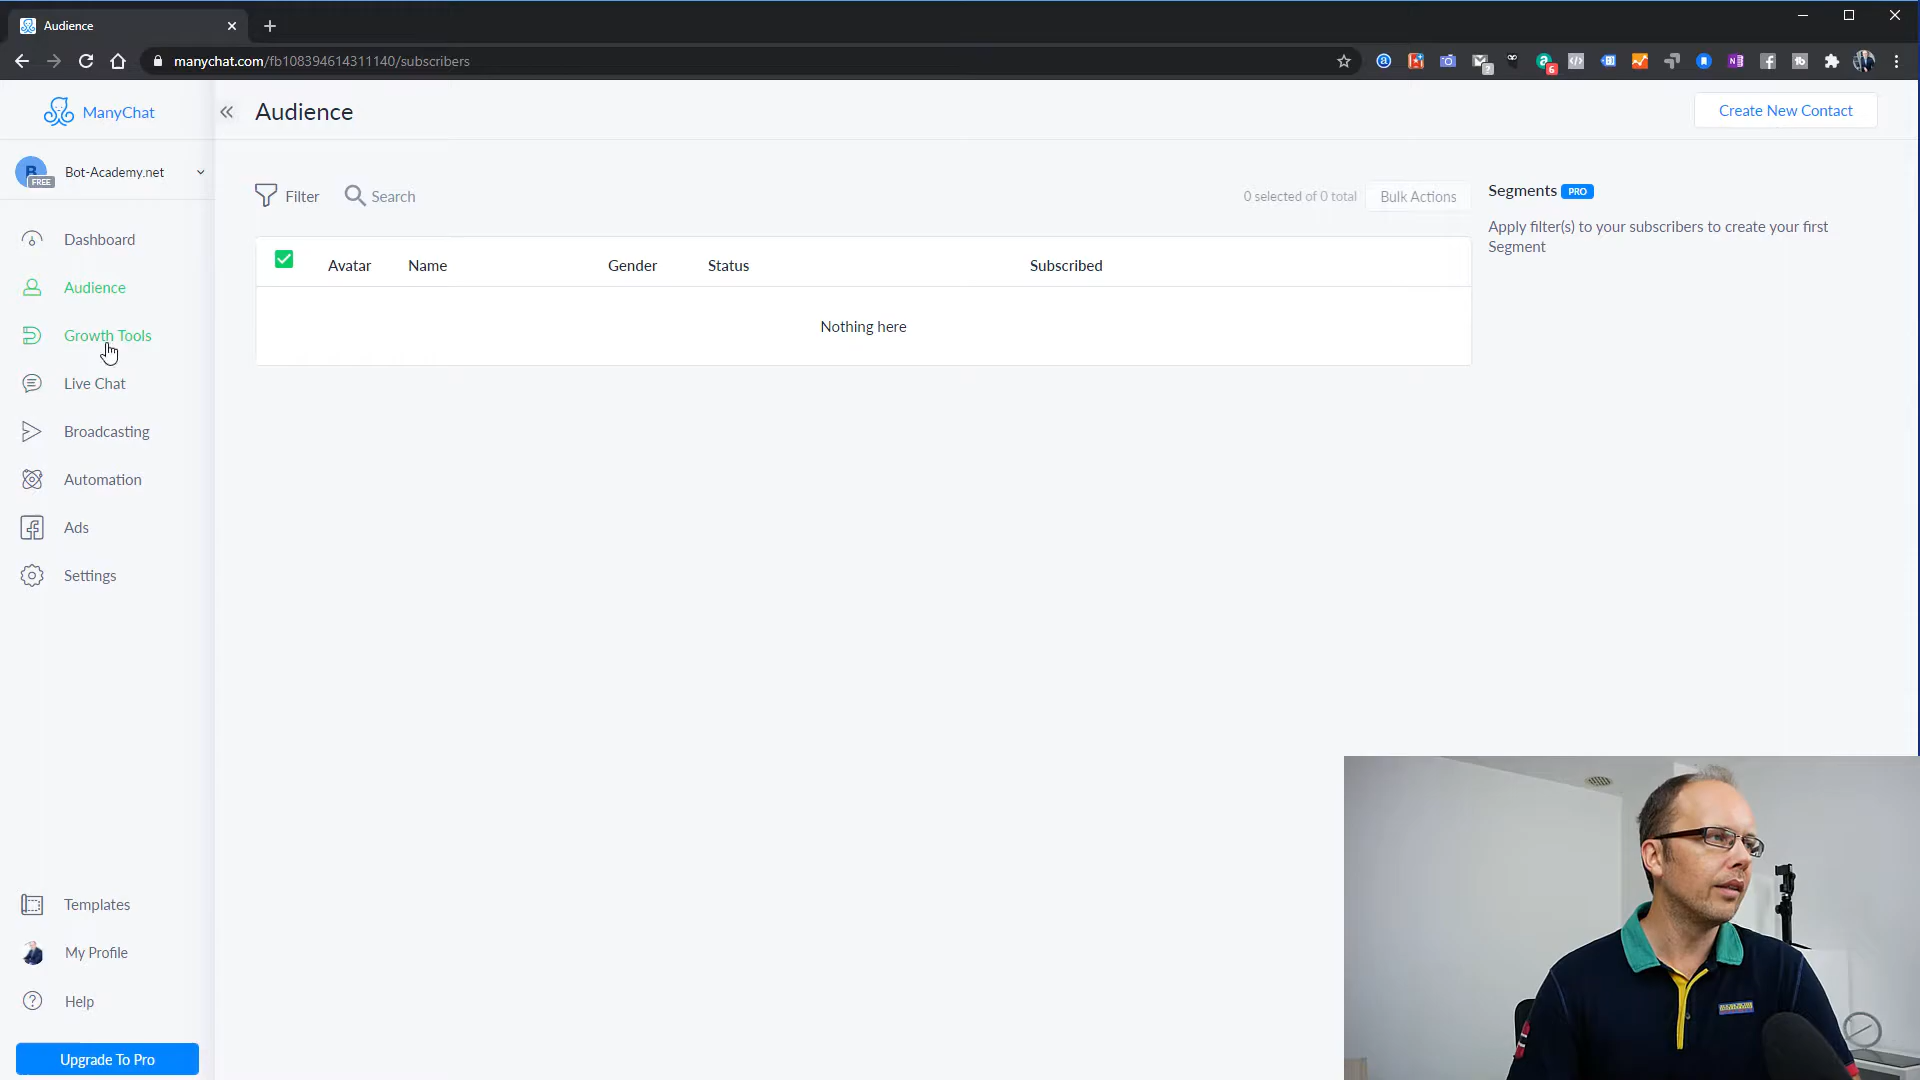 Audience
manychat.com/fb108394614311140/subscribers
6
?
ManyChat
Audience
Create New Contact
B
FREE
Bot-Academy.net
Filter
Search
0 selected of 0 total
Bulk Actions
Segments PRO
Apply filter(s) to your subscribers to create your first
Segment
Avatar
Name
Gender
Status
Subscribed
Nothing here
Dashboard
Audience
Growth Tools
Live Chat
Broadcasting
Automation
Ads
Settings
Templates
My Profile
? Help
Upgrade To Pro